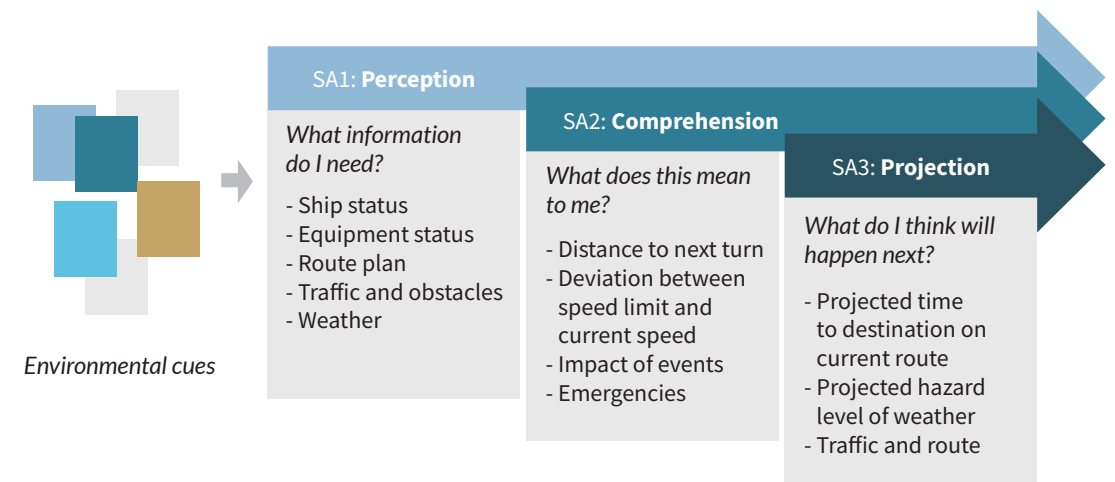 Environmental cues
SA1: Perception
What information
do I need?
- Ship status
- Equipment status
- Route plan
- Traffic and obstacles
- Weather
SA2: Comprehension
What does this mean
to me?
- Distance to next turn
- Deviation between
speed limit and
current speed
- Impact of events
- Emergencies
SA3: Projection
What do I think will
happen next?
- Projected time
to destination on
current route
- Projected hazard
level of weather
- Traffic and route